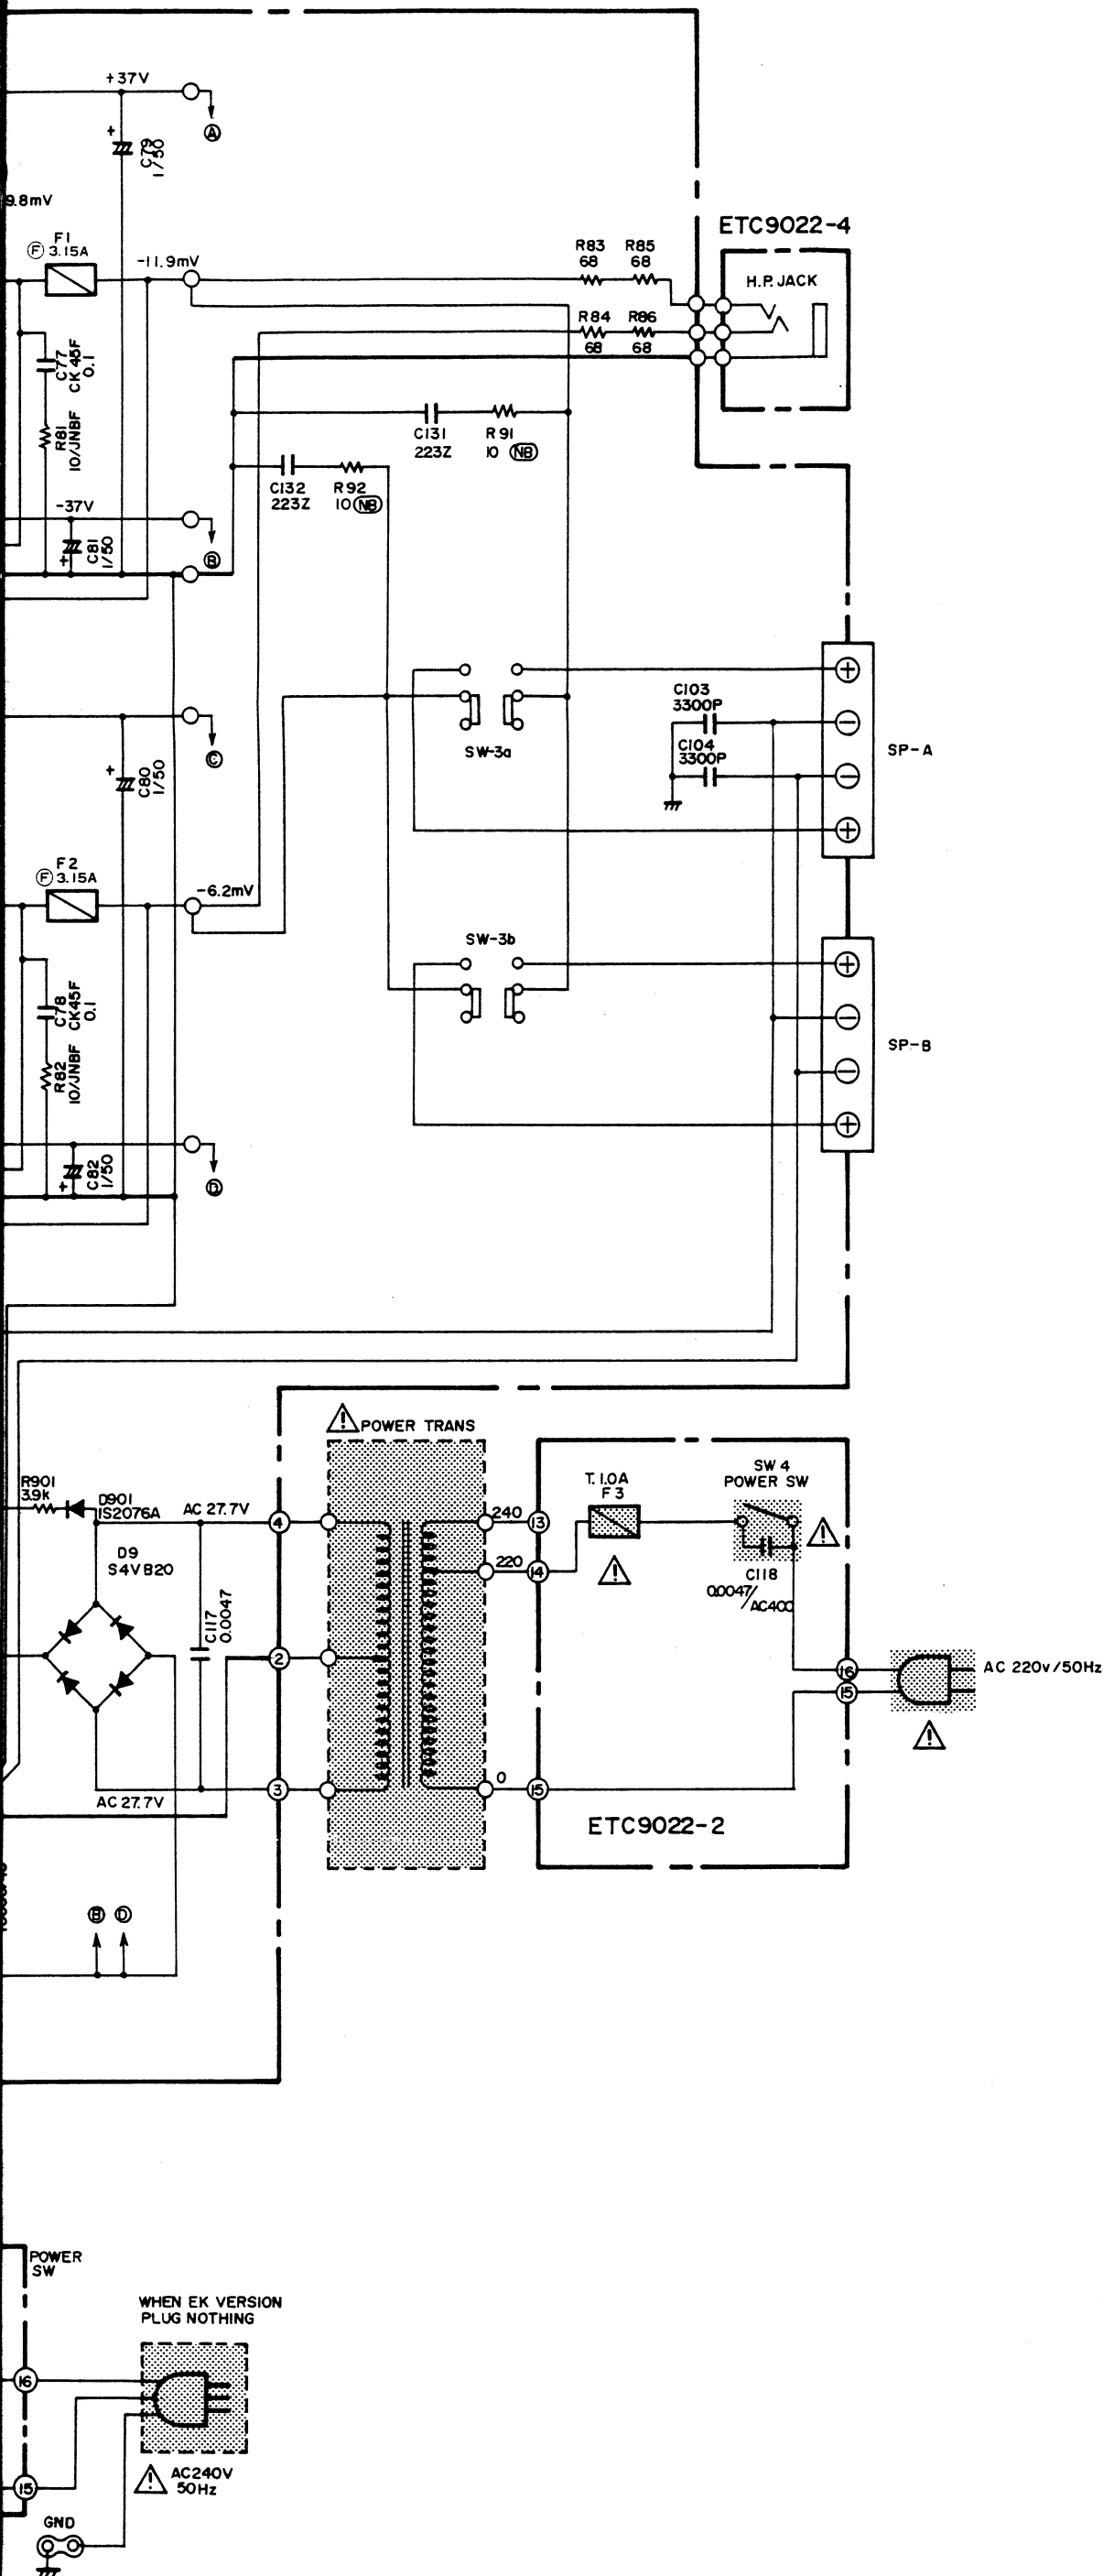 +37V
A
+
C79
1/50
9.8mV
F1
F 3.15A
-11.9mV
R83
68
R85
68
ETC9022-4
H.P. JACK
R84
68
R86
68
C77
CK45F
0.1
R81
10/JNBF
C131
223Z
R91
10 NB
C132
223Z
R92
10 NB
-37V
B
+
C81
1/50
SW-3a
C103
3300P
C104
3300P
+
−
−
+
SP-A
C
+
C80
1/50
F2
F 3.15A
-6.2mV
SW-3b
+
−
−
+
SP-B
C78
CK45F
0.1
R82
10/JNBF
D
+
C82
1/50
POWER TRANS
R901
3.9K
D901
1S2076A
AC 27.7V
4
240
13
T.1.0A
F3
SW 4
POWER SW
D9
S4VB20
220
14
C118
0.0047/
AC400
C117
0.0047
2
16
15
AC 220v/50Hz
3
0
15
AC 27.7V
ETC9022-2
B D
POWER
SW
WHEN EK VERSION
PLUG NOTHING
16
15
AC240V
50Hz
GND